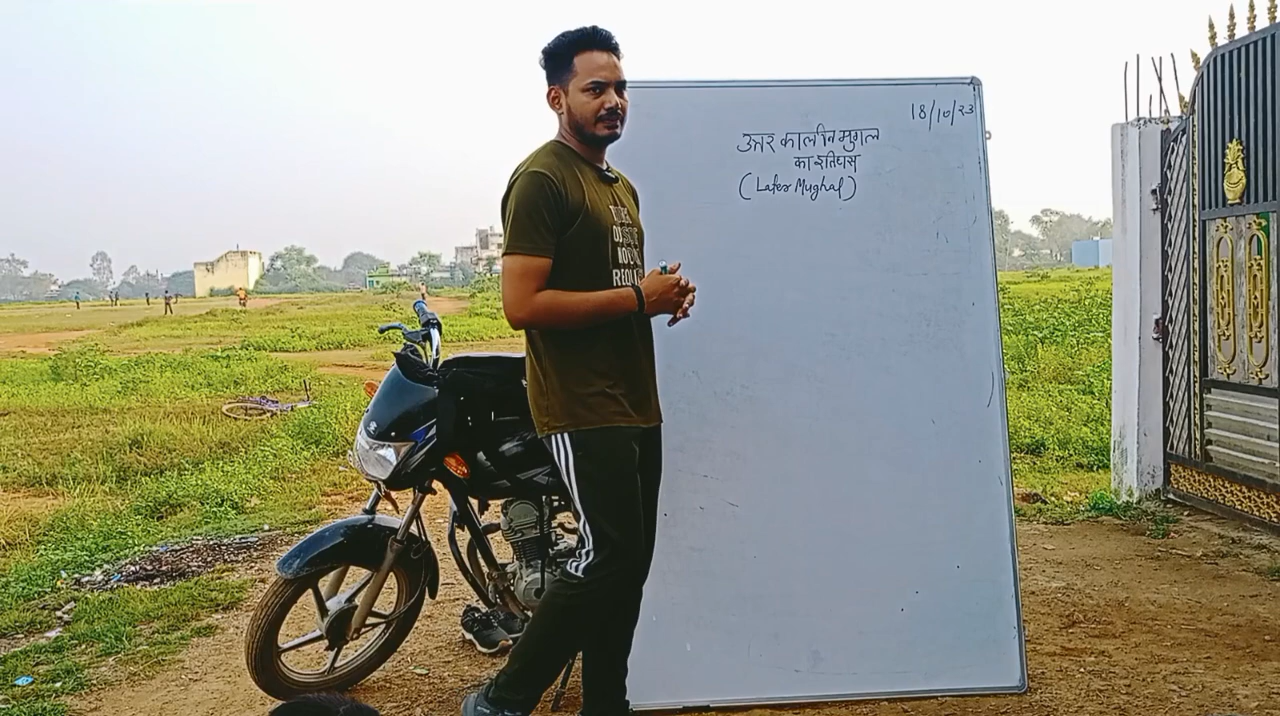 18/10/23
उत्तर कालीन मुगल
का इतिहास
(Later Mughal)